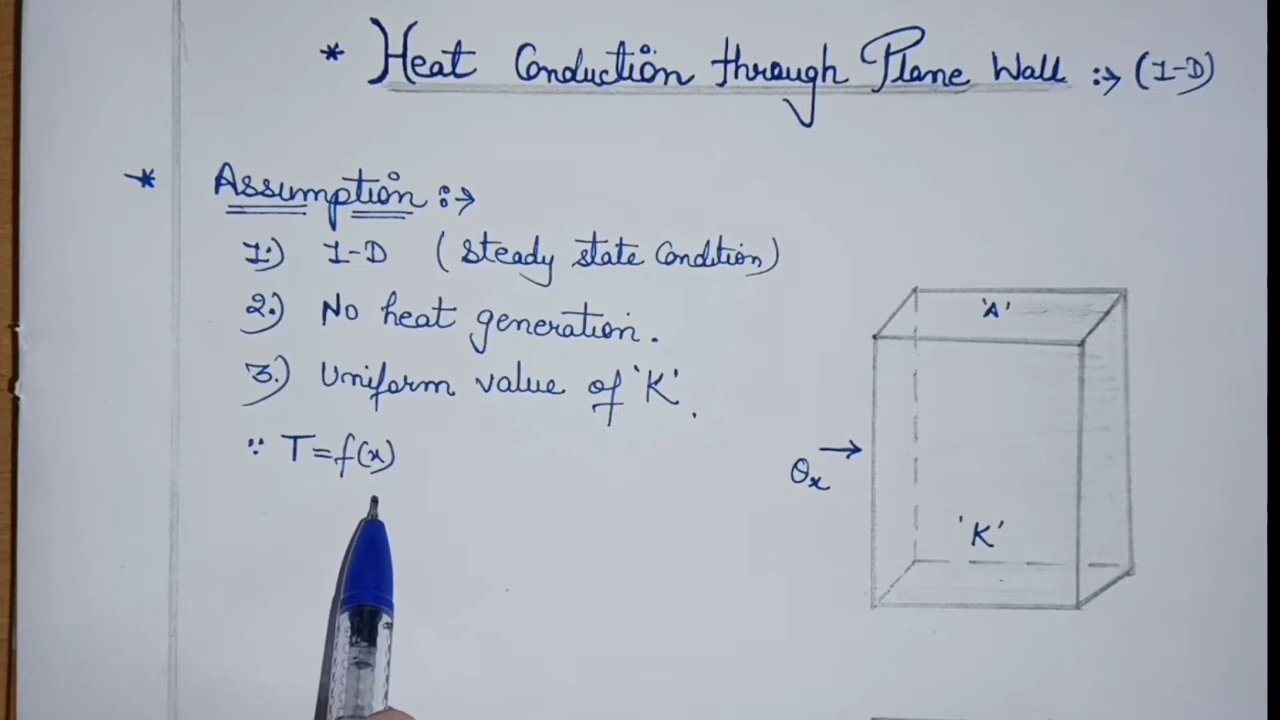 * Heat Conduction through Plane Wall :→ (1-D)
* Assumption :→
1.) 1-D (Steady state Condition)
2.) No heat generation.
3.) Uniform value of 'K'.
∵ T=f(x)
'A'
Qx →
'K'